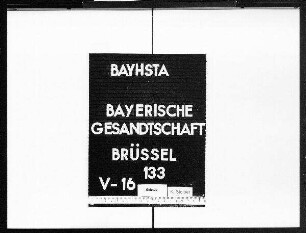 BAYHSTA
BAYERISCHE
GESANDTSCHAFT
BRÜSSEL
133
V-16